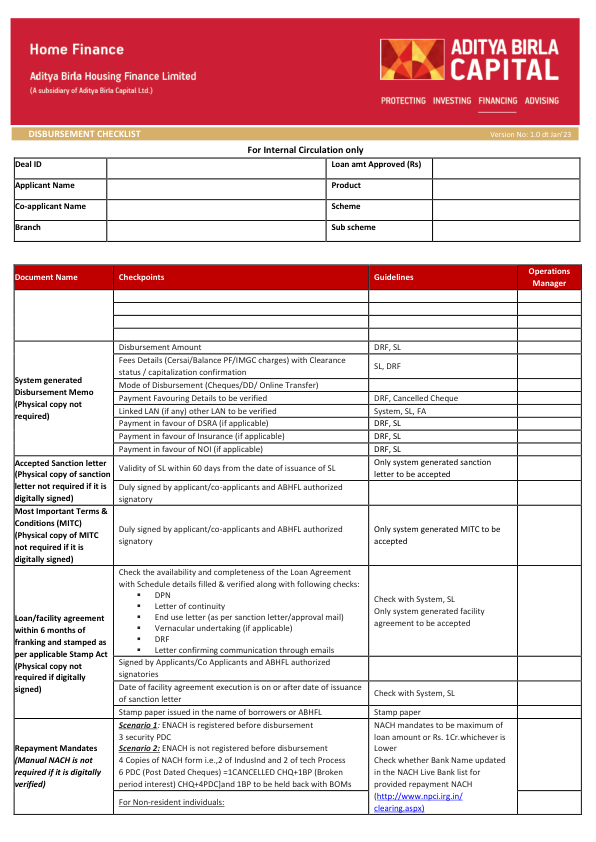 Home Finance
Aditya Birla Housing Finance Limited
(A subsidiary of Aditya Birla Capital Ltd.)
ADITYA BIRLA
CAPITAL
PROTECTING INVESTING FINANCING ADVISING
DISBURSEMENT CHECKLIST
Version No: 1.0 dt Jan'23
For Internal Circulation only
Deal ID
Loan amt Approved (Rs)
Applicant Name
Product
Co-applicant Name
Scheme
Branch
Sub scheme
Document Name
Checkpoints
Guidelines
Operations
Manager
System generated
Disbursement Memo
(Physical copy not
required)
Disbursement Amount
DRF, SL
Fees Details (Cersai/Balance PF/IMGC charges) with Clearance
status / capitalization confirmation
SL, DRF
Mode of Disbursement (Cheques/DD/ Online Transfer)
Payment Favouring Details to be verified
DRF, Cancelled Cheque
Linked LAN (if any) other LAN to be verified
System, SL, FA
Payment in favour of DSRA (if applicable)
DRF, SL
Payment in favour of Insurance (if applicable)
DRF, SL
Payment in favour of NOI (if applicable)
DRF, SL
Accepted Sanction letter
(Physical copy of sanction
letter not required if it is
digitally signed)
Validity of SL within 60 days from the date of issuance of SL
Only system generated sanction
letter to be accepted
Duly signed by applicant/co-applicants and ABHFL authorized
signatory
Most Important Terms &
Conditions (MITC)
(Physical copy of MITC
not required if it is
digitally signed)
Duly signed by applicant/co-applicants and ABHFL authorized
signatory
Only system generated MITC to be
accepted
Loan/facility agreement
within 6 months of
franking and stamped as
per applicable Stamp Act
(Physical copy not
required if digitally
signed)
Check the availability and completeness of the Loan Agreement
with Schedule details filled & verified along with following checks:
▪ DPN
▪ Letter of continuity
▪ End use letter (as per sanction letter/approval mail)
▪ Vernacular undertaking (if applicable)
▪ DRF
▪ Letter confirming communication through emails
Check with System, SL
Only system generated facility
agreement to be accepted
Signed by Applicants/Co Applicants and ABHFL authorized
signatories
Date of facility agreement execution is on or after date of issuance
of sanction letter
Check with System, SL
Stamp paper issued in the name of borrowers or ABHFL
Stamp paper
Repayment Mandates
(Manual NACH is not
required if it is digitally
verified)
Scenario 1: ENACH is registered before disbursement
3 security PDC
Scenario 2: ENACH is not registered before disbursement
4 Copies of NACH form i.e.,2 of IndusInd and 2 of tech Process
6 PDC (Post Dated Cheques) =1CANCELLED CHQ+1BP (Broken
period interest) CHQ+4PDC]and 1BP to be held back with BOMs
For Non-resident individuals:
NACH mandates to be maximum of
loan amount or Rs. 1Cr.whichever is
Lower
Check whether Bank Name updated
in the NACH Live Bank list for
provided repayment NACH
(http://www.npci.irg.in/
clearing.aspx)